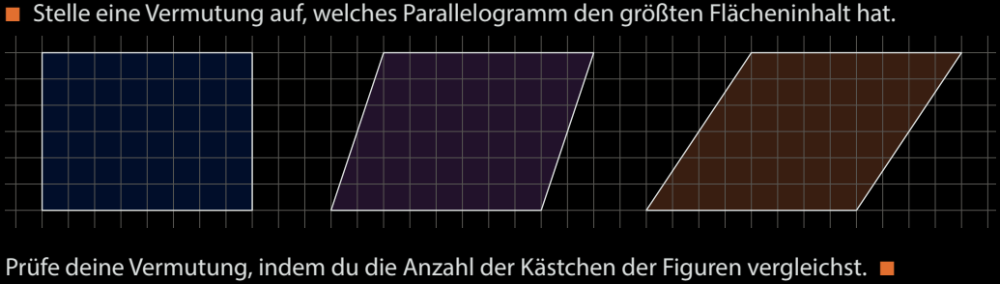 ■ Stelle eine Vermutung auf, welches Parallelogramm den größten Flächeninhalt hat.
Prüfe deine Vermutung, indem du die Anzahl der Kästchen der Figuren vergleichst. ■